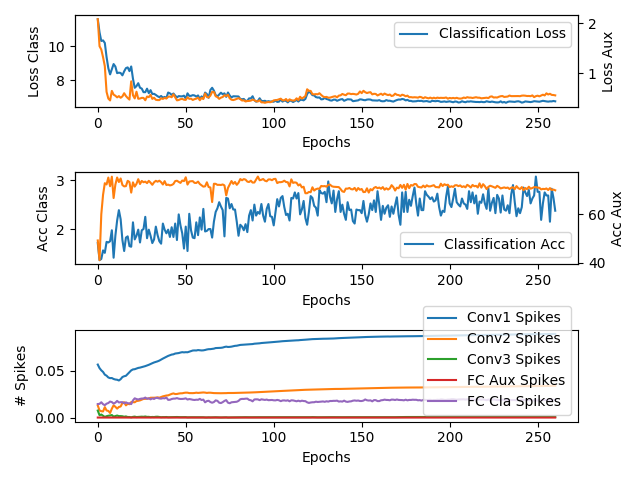 Loss Class
10
8
Classification Loss
2
1
Loss Aux
0
50
100
150
200
250
Epochs
Acc Class
3
2
Classification Acc
60
40
Acc Aux
0
50
100
150
200
250
Epochs
# Spikes
0.05
0.00
Conv1 Spikes
Conv2 Spikes
Conv3 Spikes
FC Aux Spikes
FC Cla Spikes
0
50
100
150
200
250
Epochs